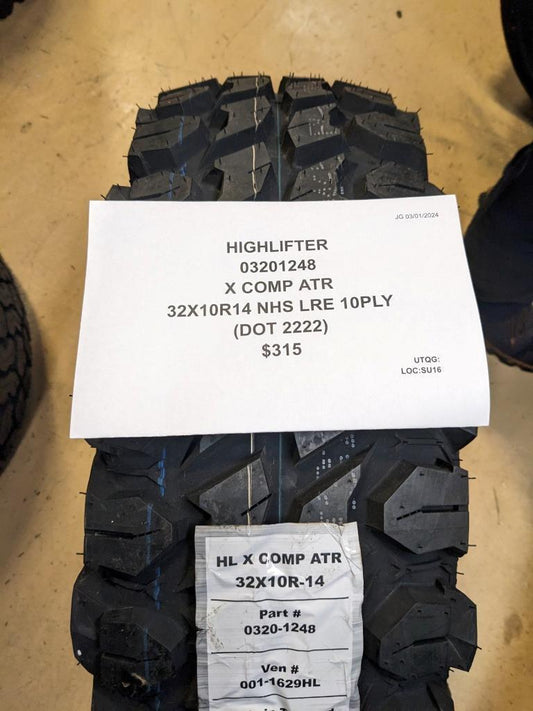 JG 03/01/2024
HIGHLIFTER
03201248
X COMP ATR
32X10R14 NHS LRE 10PLY
(DOT 2222)
$315
UTQG:
LOC:SU16
HL X COMP ATR
32X10R-14
Part #
0320-1248
Ven #
001-1629HL